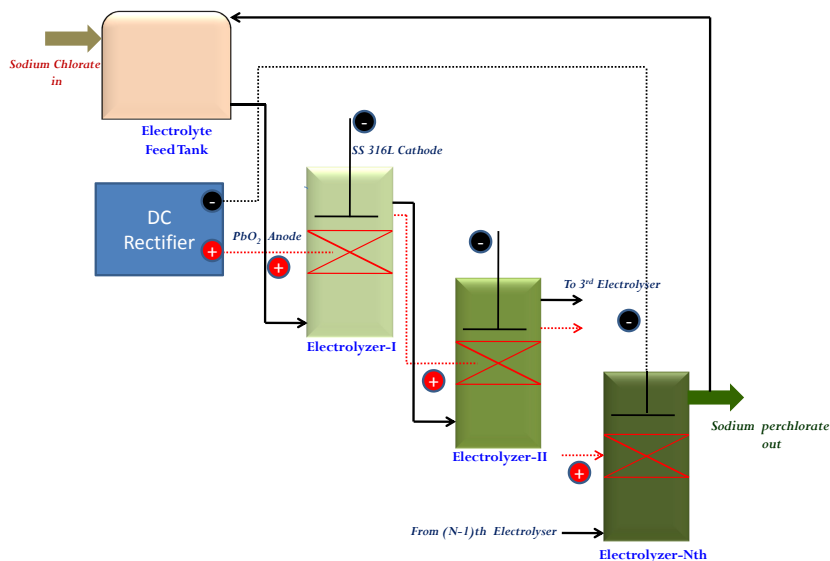 Sodium Chlorate
in
Electrolyte
Feed Tank
-
SS 316L Cathode
DC
Rectifier
-
+
PbO₂ Anode
+
Electrolyzer-I
-
To 3rd Electrolyser
-
+
Electrolyzer-II
Sodium perchlorate
out
+
From (N-1)th Electrolyser
Electrolyzer-Nth